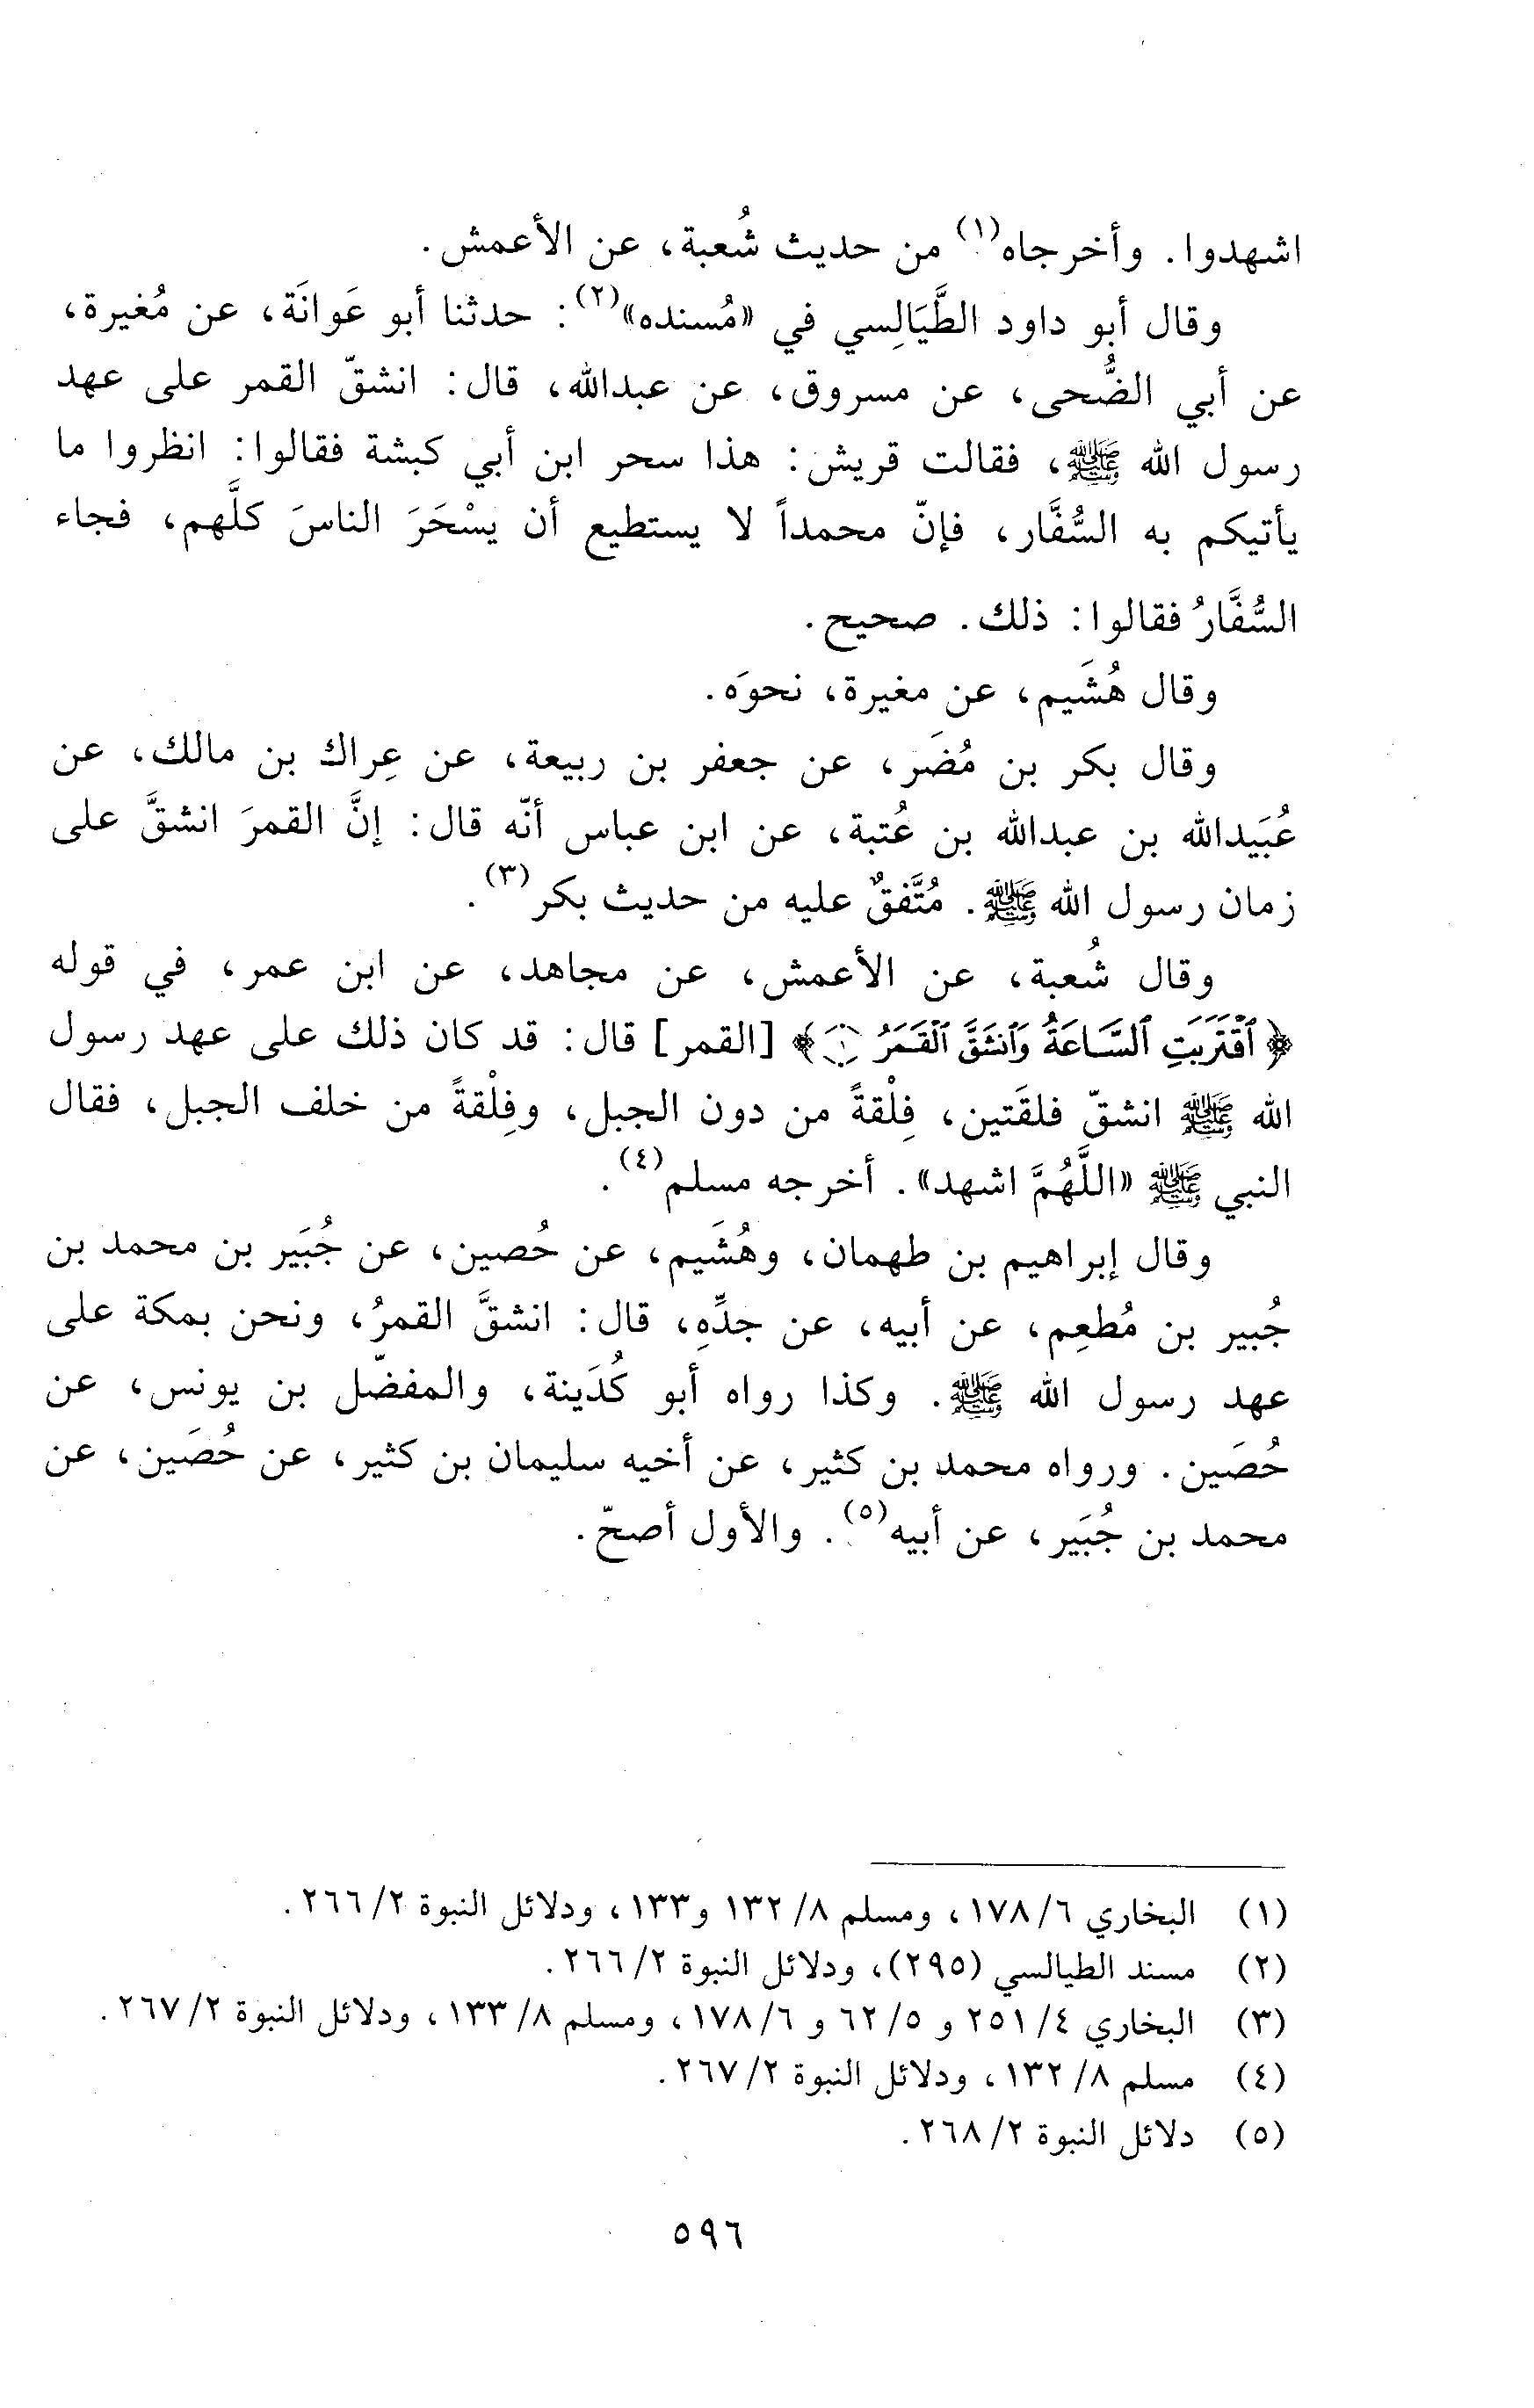 اشهدوا. وأخرجاه(١) من حديث شُعبة، عن الأعمش.
وقال أبو داود الطَّيَالِسي في «مُسنده»(٢): حدثنا أبو عَوانَة، عن مُغيرة،
عن أبي الضُّحى، عن مسروق، عن عبدالله، قال: انشقّ القمر على عهد
رسول الله ﷺ، فقالت قريش: هذا سحر ابن أبي كبشة فقالوا: انظروا ما
يأتيكم به السُّفَّار، فإنّ محمداً لا يستطيع أن يسْحَرَ الناسَ كلَّهم، فجاء
السُّفَّارُ فقالوا: ذلك. صحيح.
وقال هُشَيم، عن مغيرة، نحوَه.
وقال بكر بن مُضَر، عن جعفر بن ربيعة، عن عِراك بن مالك، عن
عُبَيدالله بن عبدالله بن عُتبة، عن ابن عباس أنّه قال: إنَّ القمرَ انشقَّ على
زمان رسول الله ﷺ. مُتَّفقٌ عليه من حديث بكر(٣).
وقال شُعبة، عن الأعمش، عن مجاهد، عن ابن عمر، في قوله
﴿ٱقْتَرَبَتِ ٱلسَّاعَةُ وَٱنشَقَّ ٱلْقَمَرُ ١﴾ [القمر] قال: قد كان ذلك على عهد رسول
الله ﷺ انشقّ فلقَتين، فِلْقةً من دون الجبل، وفِلْقةً من خلف الجبل، فقال
النبي ﷺ «اللَّهُمَّ اشهد». أخرجه مسلم(٤).
وقال إبراهيم بن طهمان، وهُشَيم، عن حُصين، عن جُبَير بن محمد بن
جُبير بن مُطعِم، عن أبيه، عن جدِّهِ، قال: انشقَّ القمرُ، ونحن بمكة على
عهد رسول الله ﷺ. وكذا رواه أبو كُدَينة، والمفضّل بن يونس، عن
حُصَين. ورواه محمد بن كثير، عن أخيه سليمان بن كثير، عن حُصَين، عن
محمد بن جُبَير، عن أبيه(٥). والأول أصحّ.
(١) البخاري ٦/ ١٧٨، ومسلم ٨/ ١٣٢ و١٣٣، ودلائل النبوة ٢/ ٢٦٦.
(٢) مسند الطيالسي (٢٩٥)، ودلائل النبوة ٢/ ٢٦٦.
(٣) البخاري ٤/ ٢٥١ و ٥/ ٦٢ و ٦/ ١٧٨، ومسلم ٨/ ١٣٣، ودلائل النبوة ٢/ ٢٦٧.
(٤) مسلم ٨/ ١٣٢، ودلائل النبوة ٢/ ٢٦٧.
(٥) دلائل النبوة ٢/ ٢٦٨.
٥٩٦